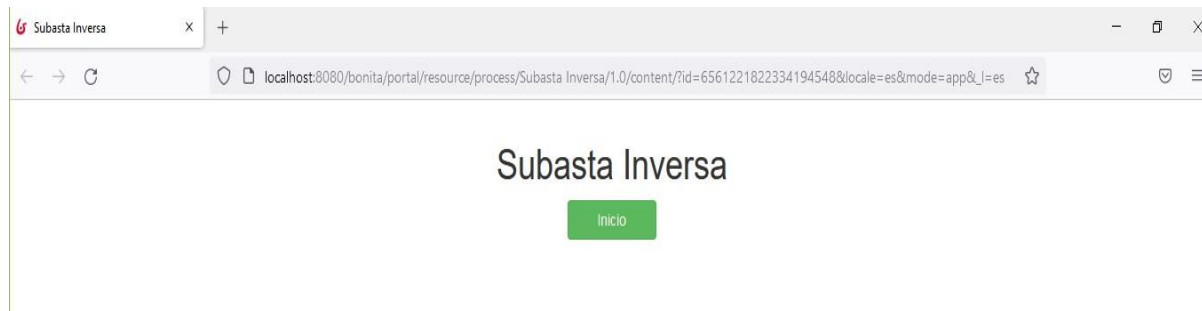 Subasta Inversa
localhost:8080/bonita/portal/resource/process/Subasta Inversa/1.0/content/?id=6561221822334194548&locale=es&mode=app&_l=es
Subasta Inversa
Inicio